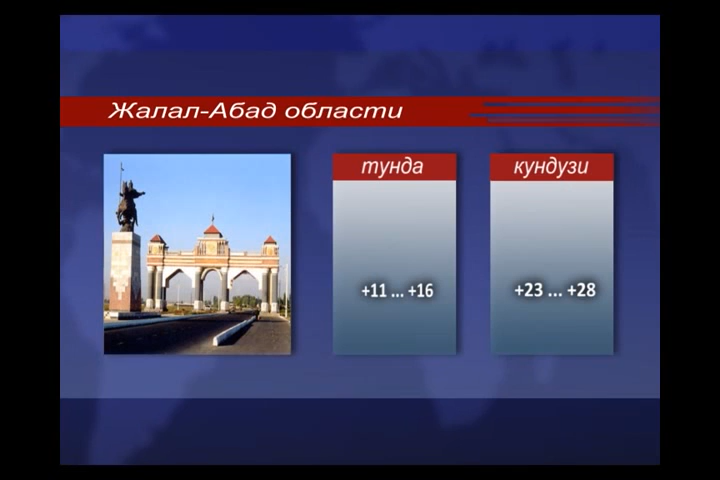 Жалал-Абад области
тунда
кундузи
+11 ... +16
+23 ... +28